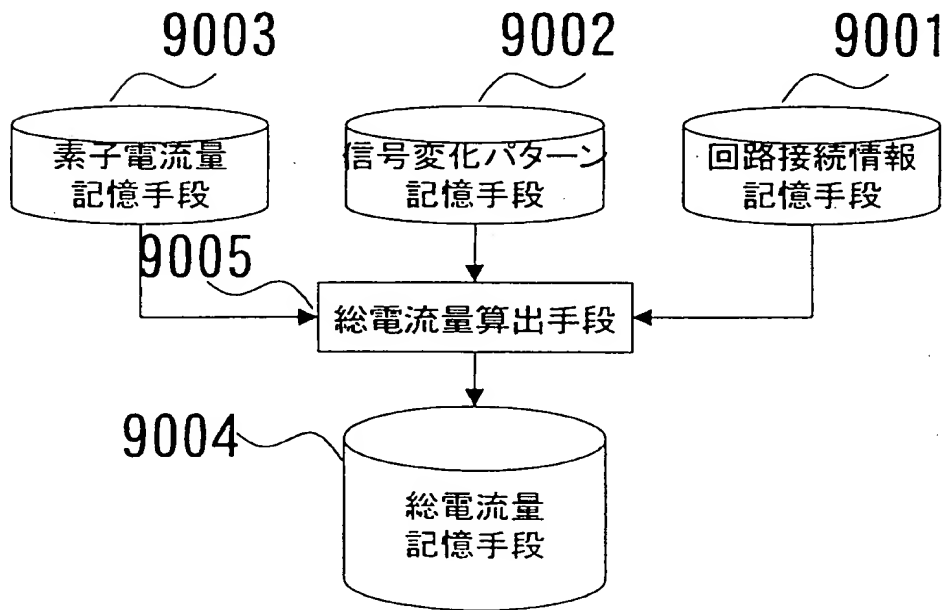 9003
9002
9001
素子電流量
記憶手段
信号変化パターン
記憶手段
回路接続情報
記憶手段
9005
総電流量算出手段
9004
総電流量
記憶手段